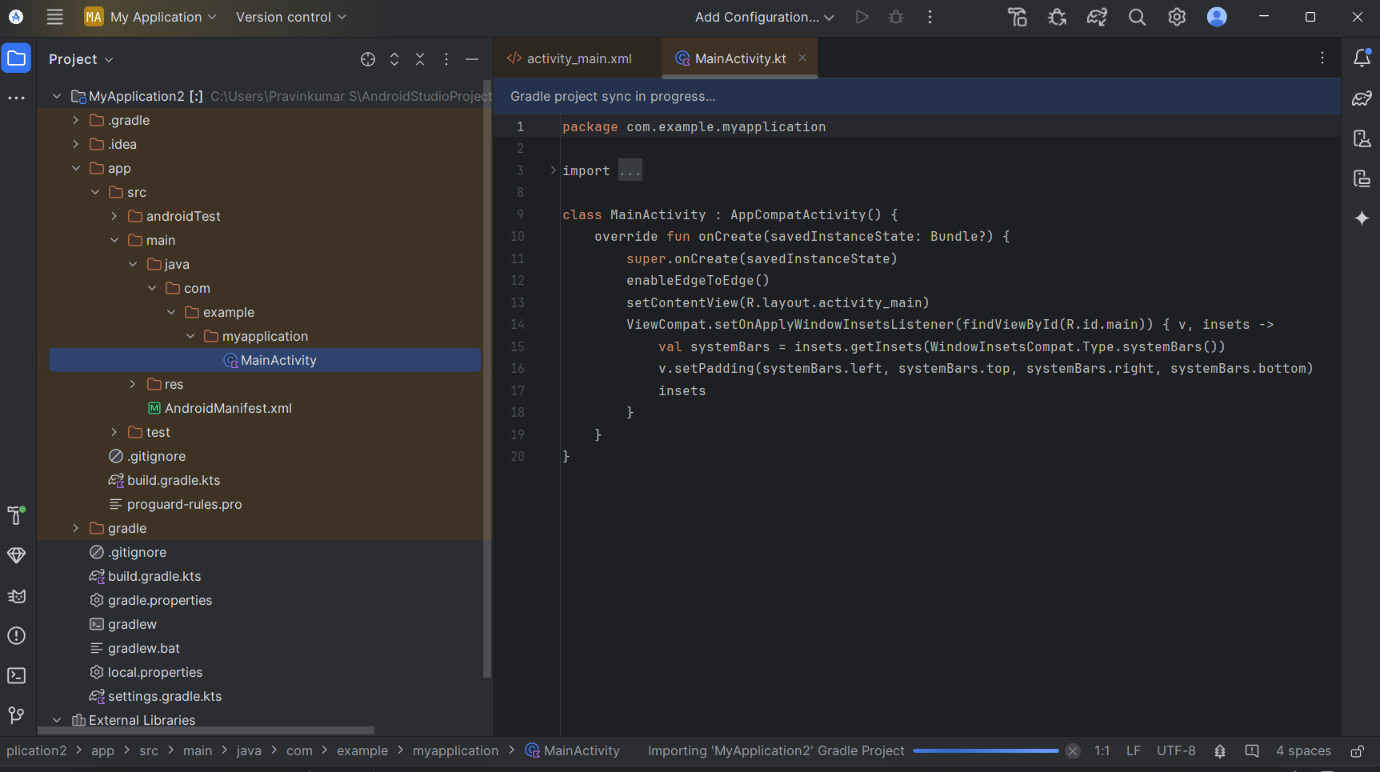 MA My Application Version control Add Configuration...
Project
activity_main.xml MainActivity.kt
MyApplication2 [:] C:\Users\Pravinkumar S\AndroidStudioProject
Gradle project sync in progress...
.gradle
.idea
app
src
androidTest
main
java
com
example
myapplication
MainActivity
res
AndroidManifest.xml
test
.gitignore
build.gradle.kts
proguard-rules.pro
gradle
.gitignore
build.gradle.kts
gradle.properties
gradlew
gradlew.bat
local.properties
settings.gradle.kts
External Libraries
1 package com.example.myapplication
2
3 import ...
8
9 class MainActivity : AppCompatActivity() {
10 override fun onCreate(savedInstanceState: Bundle?) {
11 super.onCreate(savedInstanceState)
12 enableEdgeToEdge()
13 setContentView(R.layout.activity_main)
14 ViewCompat.setOnApplyWindowInsetsListener(findViewById(R.id.main)) { v, insets ->
15 val systemBars = insets.getInsets(WindowInsetsCompat.Type.systemBars())
16 v.setPadding(systemBars.left, systemBars.top, systemBars.right, systemBars.bottom)
17 insets
18 }
19 }
20 }
plication2 > app > src > main > java > com > example > myapplication > MainActivity Importing 'MyApplication2' Gradle Project 1:1 LF UTF-8 4 spaces